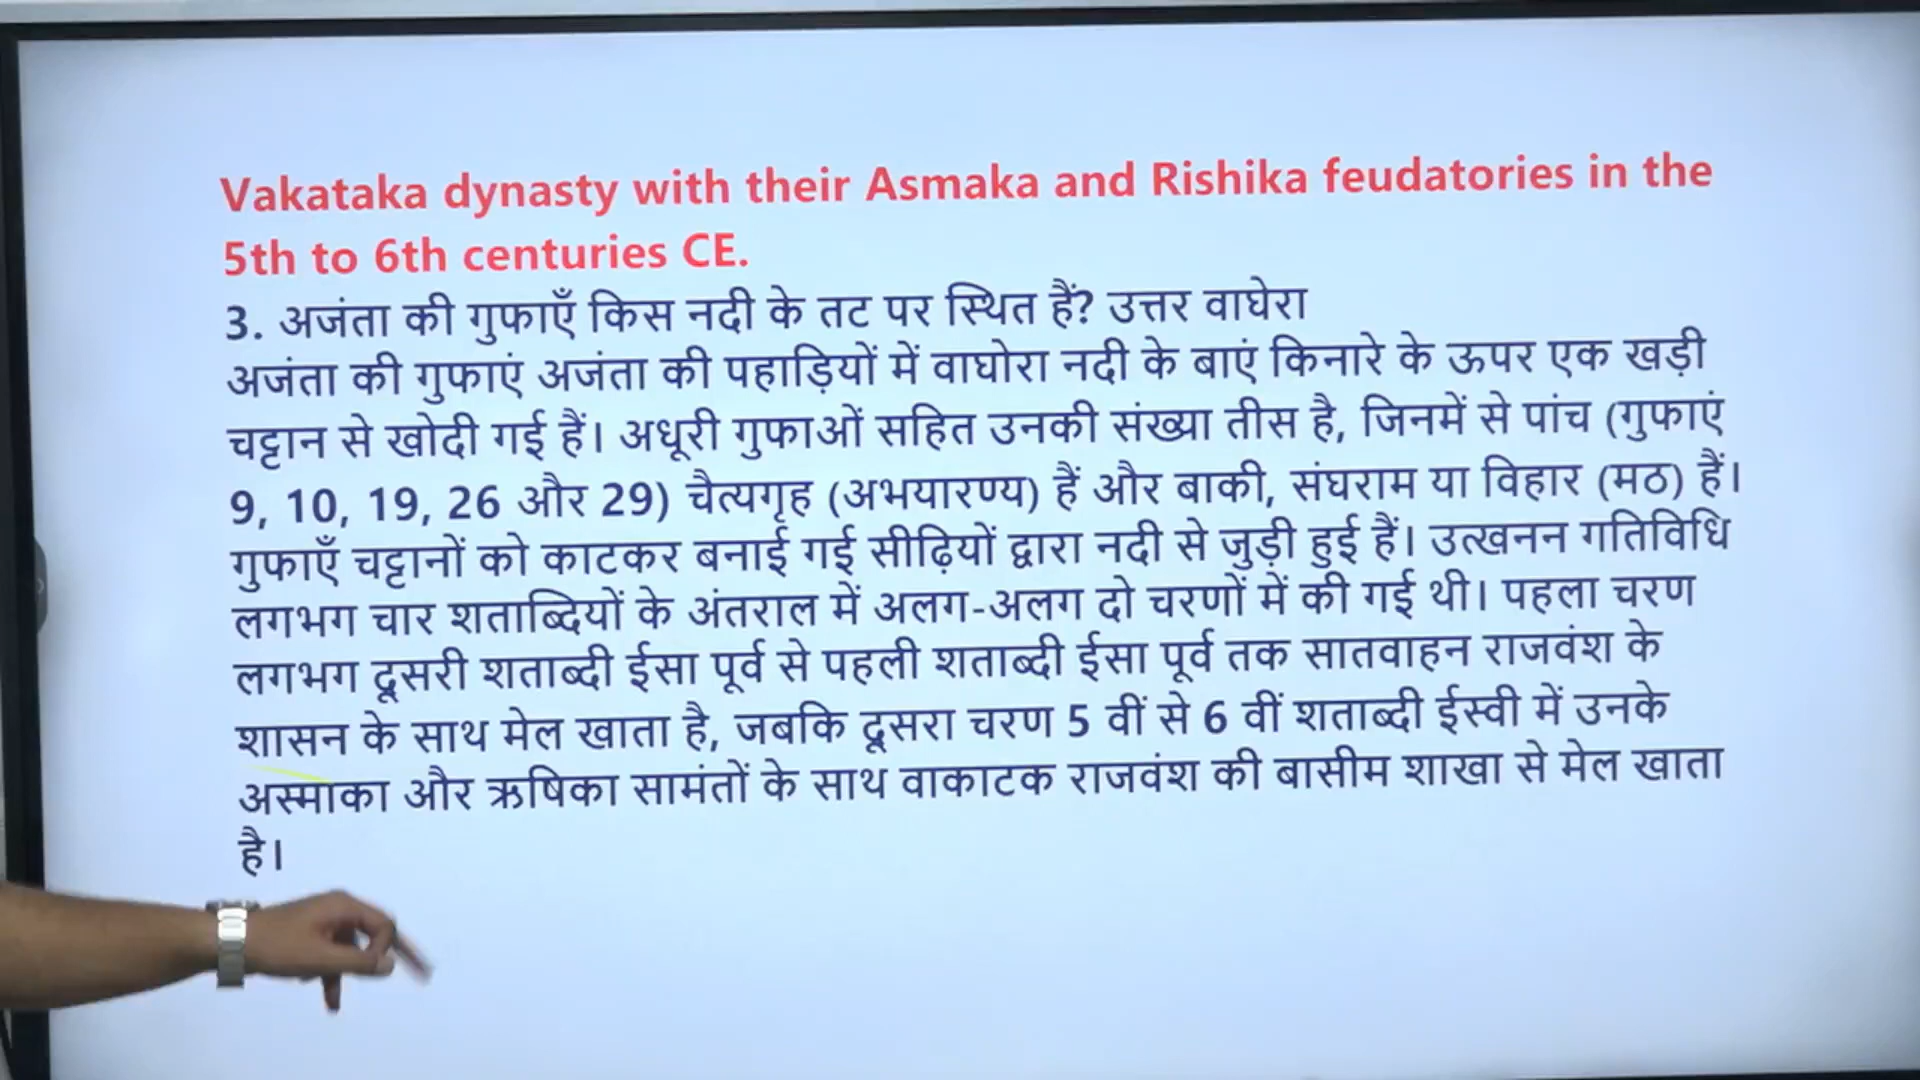 Vakataka dynasty with their Asmaka and Rishika feudatories in the
5th to 6th centuries CE.
3. अजंता की गुफाएँ किस नदी के तट पर स्थित हैं? उत्तर वाघेरा
अजंता की गुफाएं अजंता की पहाड़ियों में वाघोरा नदी के बाएं किनारे के ऊपर एक खड़ी
चट्टान से खोदी गई हैं। अधूरी गुफाओं सहित उनकी संख्या तीस है, जिनमें से पांच (गुफाएं
9, 10, 19, 26 और 29) चैत्यगृह (अभयारण्य) हैं और बाकी, संघराम या विहार (मठ) हैं।
गुफाएँ चट्टानों को काटकर बनाई गई सीढ़ियों द्वारा नदी से जुड़ी हुई हैं। उत्खनन गतिविधि
लगभग चार शताब्दियों के अंतराल में अलग-अलग दो चरणों में की गई थी। पहला चरण
लगभग दूसरी शताब्दी ईसा पूर्व से पहली शताब्दी ईसा पूर्व तक सातवाहन राजवंश के
शासन के साथ मेल खाता है, जबकि दूसरा चरण 5 वीं से 6 वीं शताब्दी ईस्वी में उनके
अस्माका और ऋषिका सामंतों के साथ वाकाटक राजवंश की बासीम शाखा से मेल खाता
है।